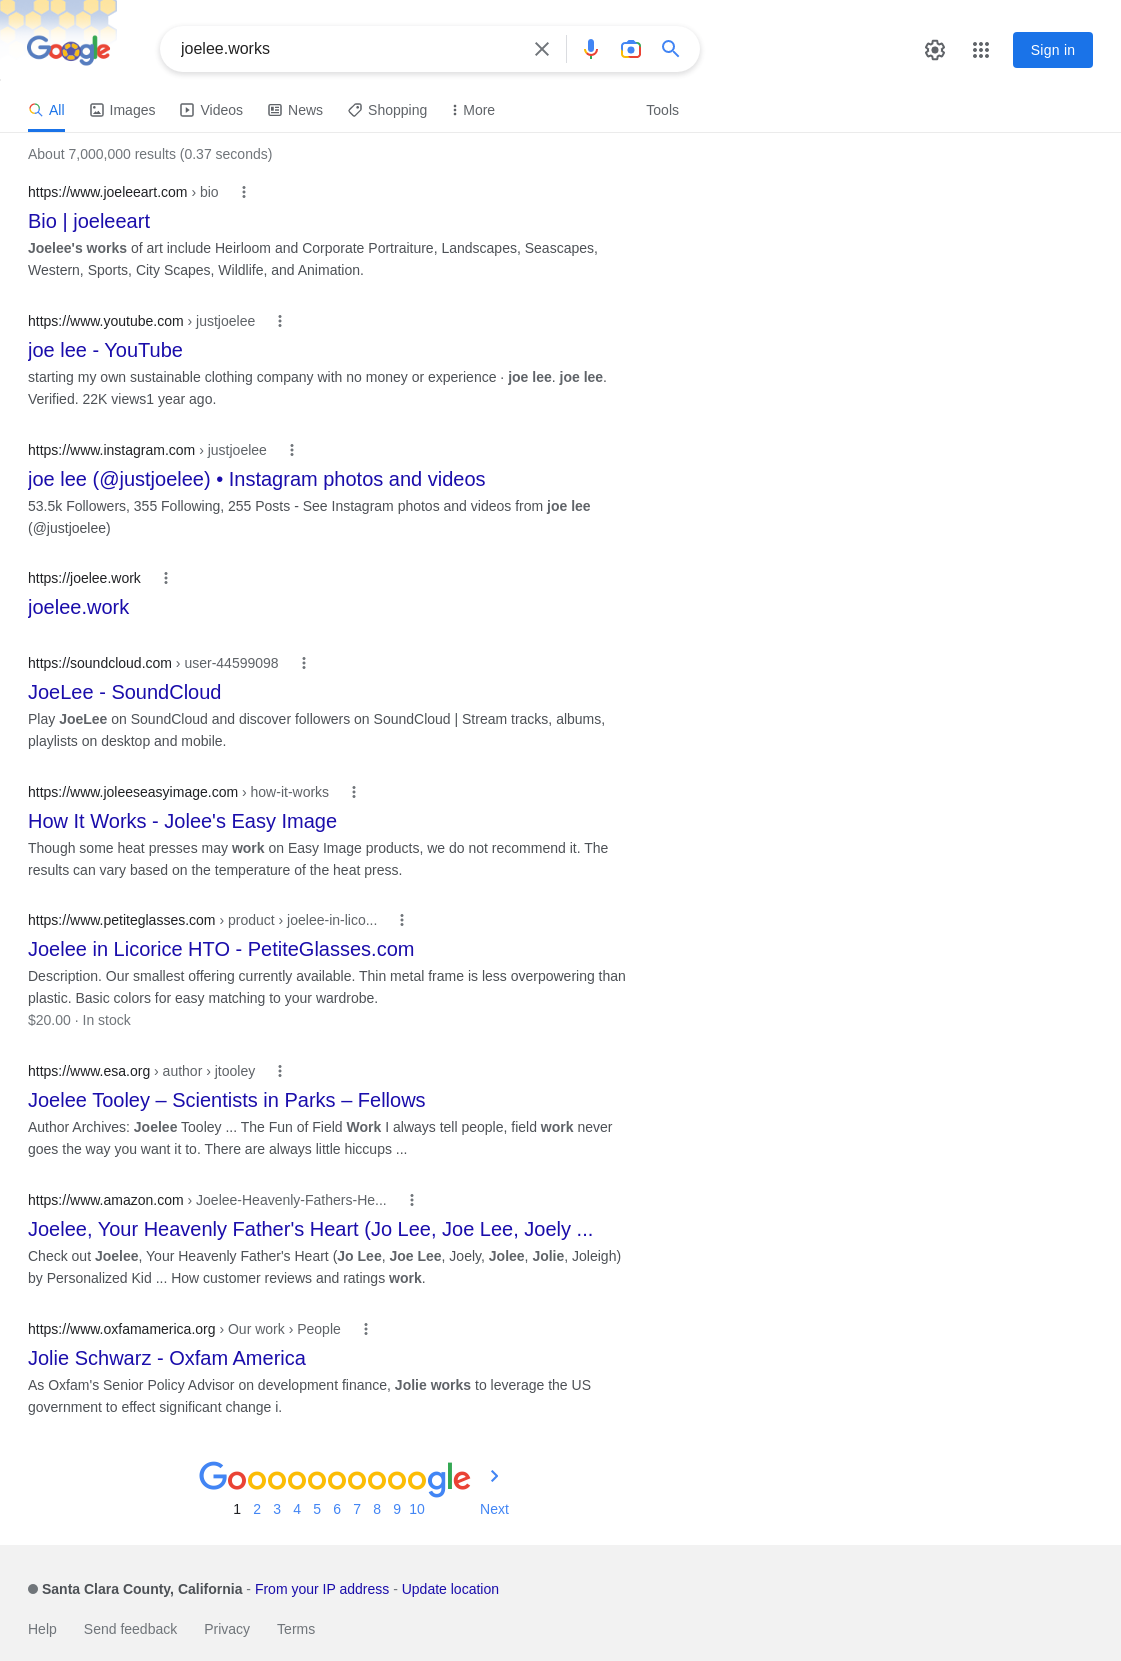 Google
joelee.works
Sign in
All Images Videos News Shopping More Tools
About 7,000,000 results (0.37 seconds)
https://www.joeleeart.com › bio
Bio | joeleeart
Joelee's works of art include Heirloom and Corporate Portraiture, Landscapes, Seascapes,
Western, Sports, City Scapes, Wildlife, and Animation.
https://www.youtube.com › justjoelee
joe lee - YouTube
starting my own sustainable clothing company with no money or experience · joe lee. joe lee.
Verified. 22K views1 year ago.
https://www.instagram.com › justjoelee
joe lee (@justjoelee) • Instagram photos and videos
53.5k Followers, 355 Following, 255 Posts - See Instagram photos and videos from joe lee
(@justjoelee)
https://joelee.work
joelee.work
https://soundcloud.com › user-44599098
JoeLee - SoundCloud
Play JoeLee on SoundCloud and discover followers on SoundCloud | Stream tracks, albums,
playlists on desktop and mobile.
https://www.joleeseasyimage.com › how-it-works
How It Works - Jolee's Easy Image
Though some heat presses may work on Easy Image products, we do not recommend it. The
results can vary based on the temperature of the heat press.
https://www.petiteglasses.com › product › joelee-in-lico...
Joelee in Licorice HTO - PetiteGlasses.com
Description. Our smallest offering currently available. Thin metal frame is less overpowering than
plastic. Basic colors for easy matching to your wardrobe.
$20.00 · In stock
https://www.esa.org › author › jtooley
Joelee Tooley – Scientists in Parks – Fellows
Author Archives: Joelee Tooley ... The Fun of Field Work I always tell people, field work never
goes the way you want it to. There are always little hiccups ...
https://www.amazon.com › Joelee-Heavenly-Fathers-He...
Joelee, Your Heavenly Father's Heart (Jo Lee, Joe Lee, Joely ...
Check out Joelee, Your Heavenly Father's Heart (Jo Lee, Joe Lee, Joely, Jolee, Jolie, Joleigh)
by Personalized Kid ... How customer reviews and ratings work.
https://www.oxfamamerica.org › Our work › People
Jolie Schwarz - Oxfam America
As Oxfam's Senior Policy Advisor on development finance, Jolie works to leverage the US
government to effect significant change i.
Goooooooooogle
1 2 3 4 5 6 7 8 9 10 Next
Santa Clara County, California - From your IP address - Update location
Help Send feedback Privacy Terms